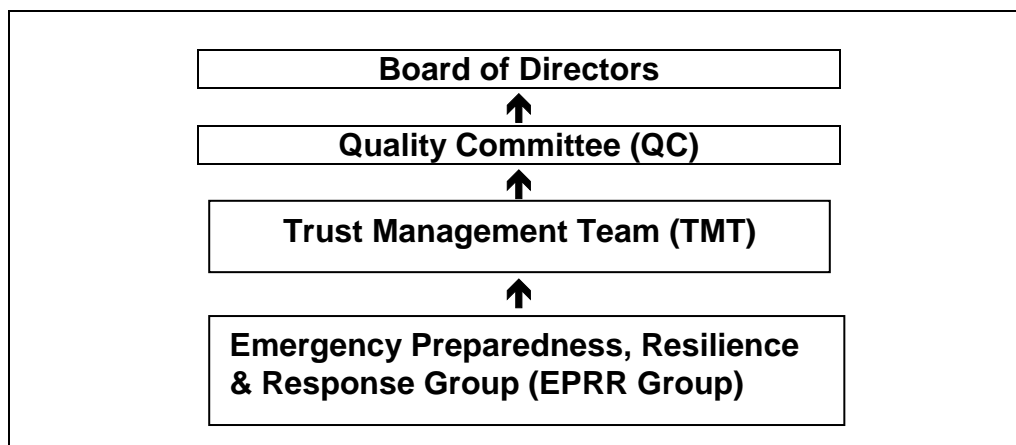 Board of Directors
Quality Committee (QC)
Trust Management Team (TMT)
Emergency Preparedness, Resilience
& Response Group (EPRR Group)